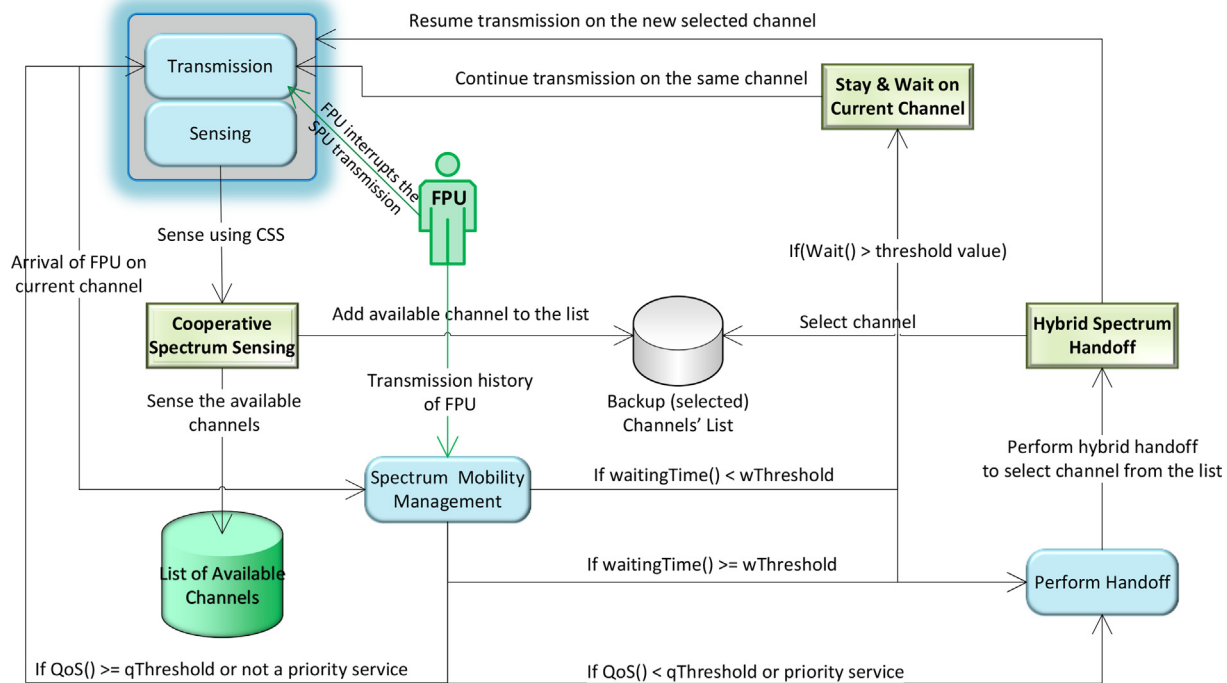 Resume transmission on the new selected channel
Transmission
Continue transmission on the same channel
Stay & Wait on
Current Channel
Sensing
FPU interrupts the
SPU transmission
FPU
Sense using CSS
If(Wait() > threshold value)
Arrival of FPU on
current channel
Cooperative
Spectrum Sensing
Add available channel to the list
Select channel
Hybrid Spectrum
Handoff
Sense the available
channels
Transmission history
of FPU
Backup (selected)
Channels' List
Perform hybrid handoff
to select channel from the list
Spectrum Mobility
Management
If waitingTime() < wThreshold
List of Available
Channels
If waitingTime() >= wThreshold
Perform Handoff
If QoS() >= qThreshold or not a priority service
If QoS() < qThreshold or priority service